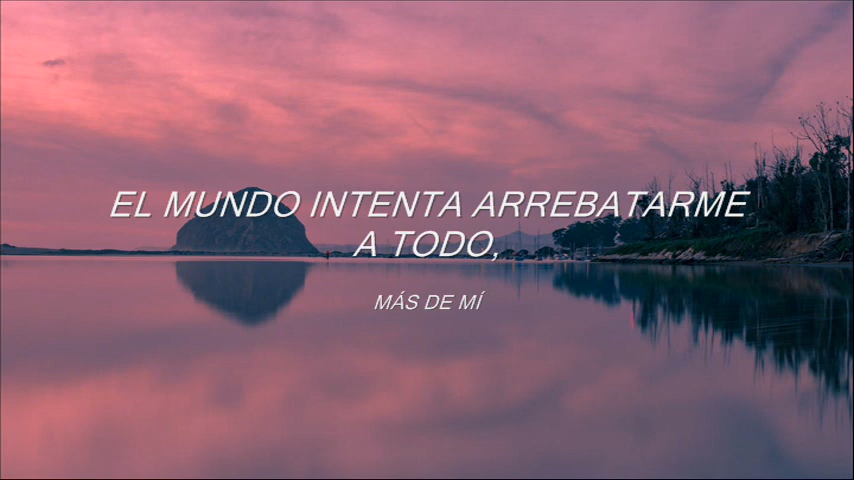 EL MUNDO INTENTA ARREBATARME
A TODO,
MÁS DE MÍ